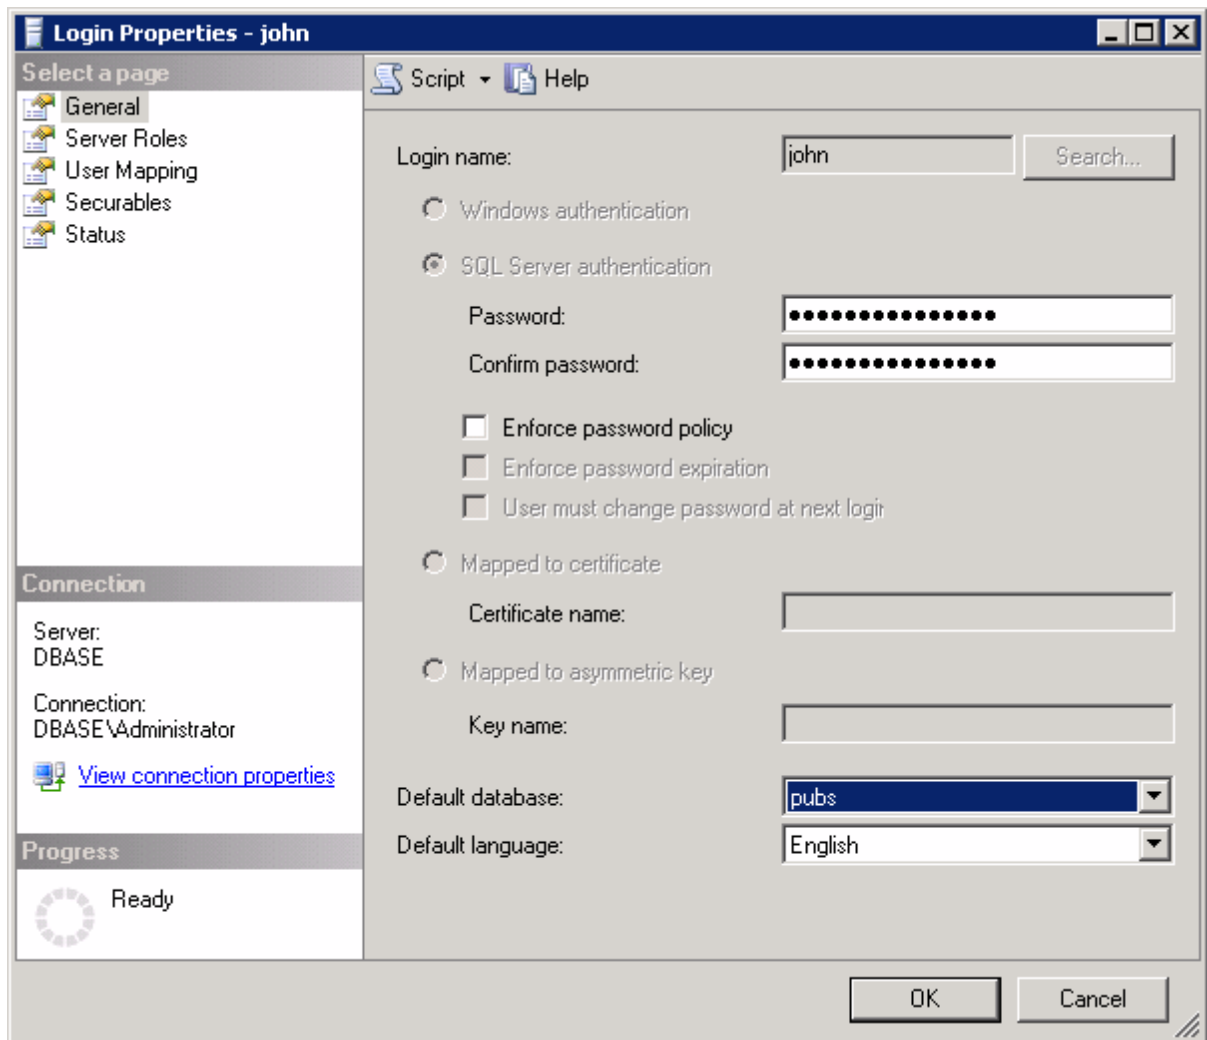 Login Properties - john
Select a page
General
Server Roles
User Mapping
Securables
Status
Connection
Server:
DBASE
Connection:
DBASE\Administrator
View connection properties
Progress
Ready
Script Help
Login name: john Search...
Windows authentication
SQL Server authentication
Password: ●●●●●●●●●●●●●●●
Confirm password: ●●●●●●●●●●●●●●●
Enforce password policy
Enforce password expiration
User must change password at next login
Mapped to certificate
Certificate name:
Mapped to asymmetric key
Key name:
Default database: pubs
Default language: English
OK Cancel